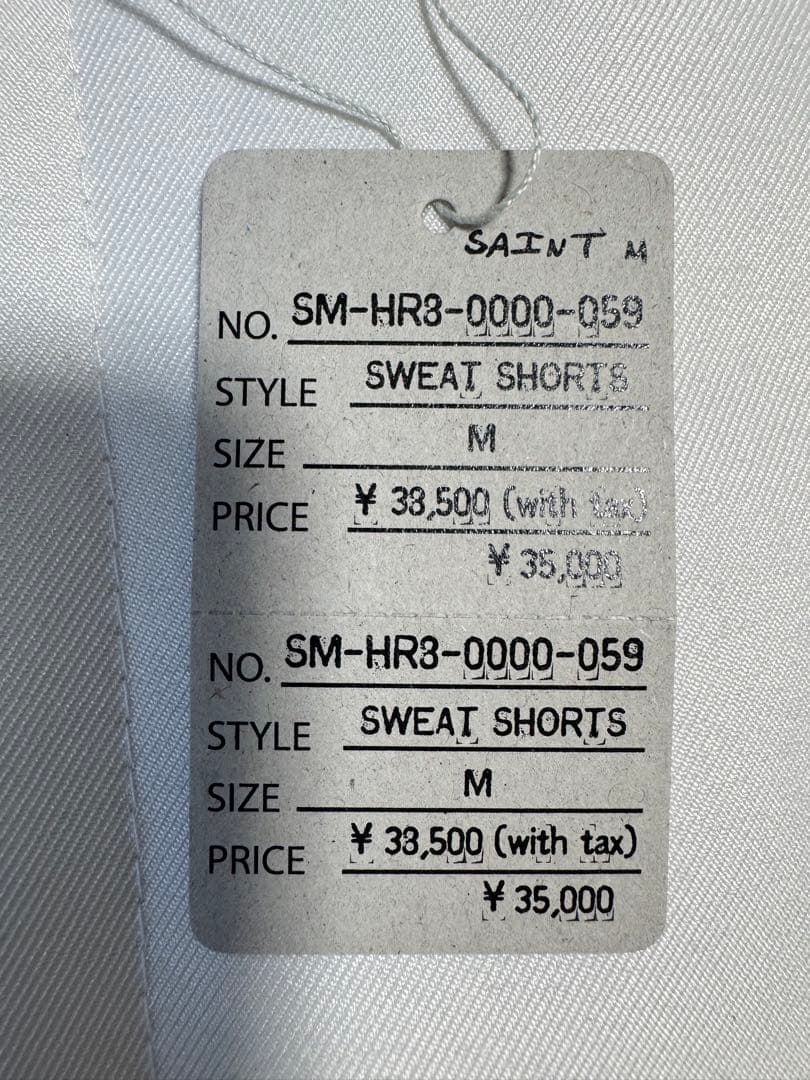 SAINT M
NO. SM-HR8-0000-059
STYLE SWEAT SHORTS
SIZE M
PRICE ¥ 38,500 (with tax)
¥ 35,000
NO. SM-HR8-0000-059
STYLE SWEAT SHORTS
SIZE M
PRICE ¥ 38,500 (with tax)
¥ 35,000